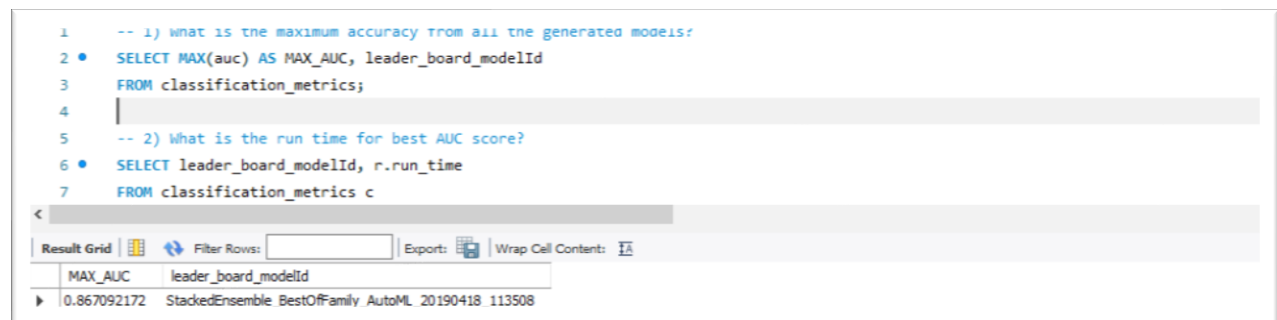 1 -- 1) What is the maximum accuracy from all the generated models?
2 SELECT MAX(auc) AS MAX_AUC, leader_board_modelId
3 FROM classification_metrics;
4
5 -- 2) What is the run time for best AUC score?
6 SELECT leader_board_modelId, r.run_time
7 FROM classification_metrics c
Result Grid Filter Rows: Export: Wrap Cell Content:
MAX_AUC leader_board_modelId
0.867092172 StackedEnsemble_BestOfFamily_AutoML_20190418_113508